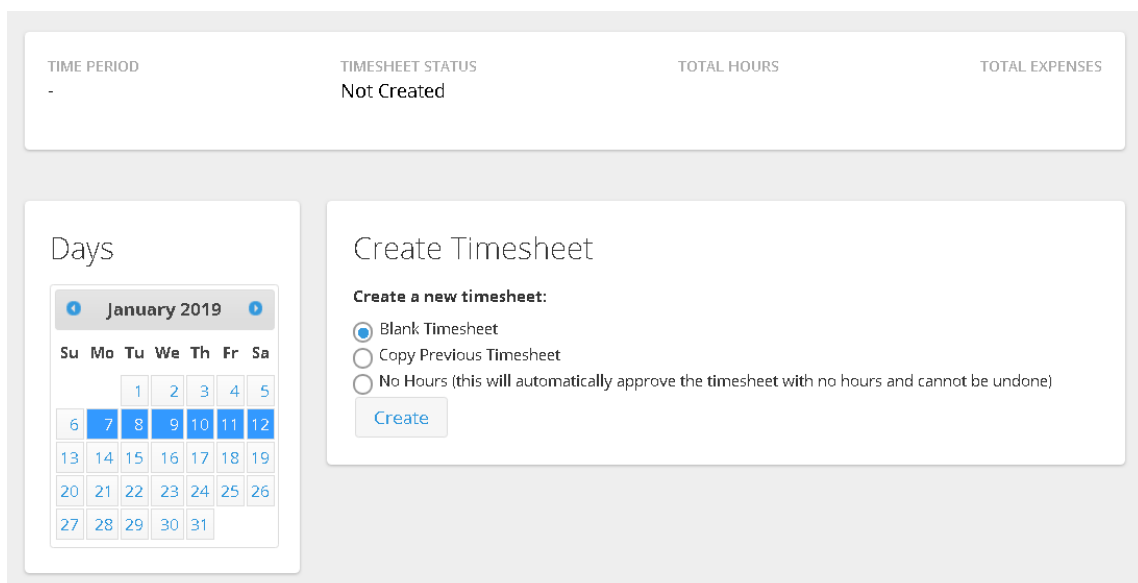 TIME PERIOD TIMESHEET STATUS TOTAL HOURS TOTAL EXPENSES
- Not Created
Days
January 2019
Su Mo Tu We Th Fr Sa
1 2 3 4 5
6 7 8 9 10 11 12
13 14 15 16 17 18 19
20 21 22 23 24 25 26
27 28 29 30 31
Create Timesheet
Create a new timesheet:
Blank Timesheet
Copy Previous Timesheet
No Hours (this will automatically approve the timesheet with no hours and cannot be undone)
Create